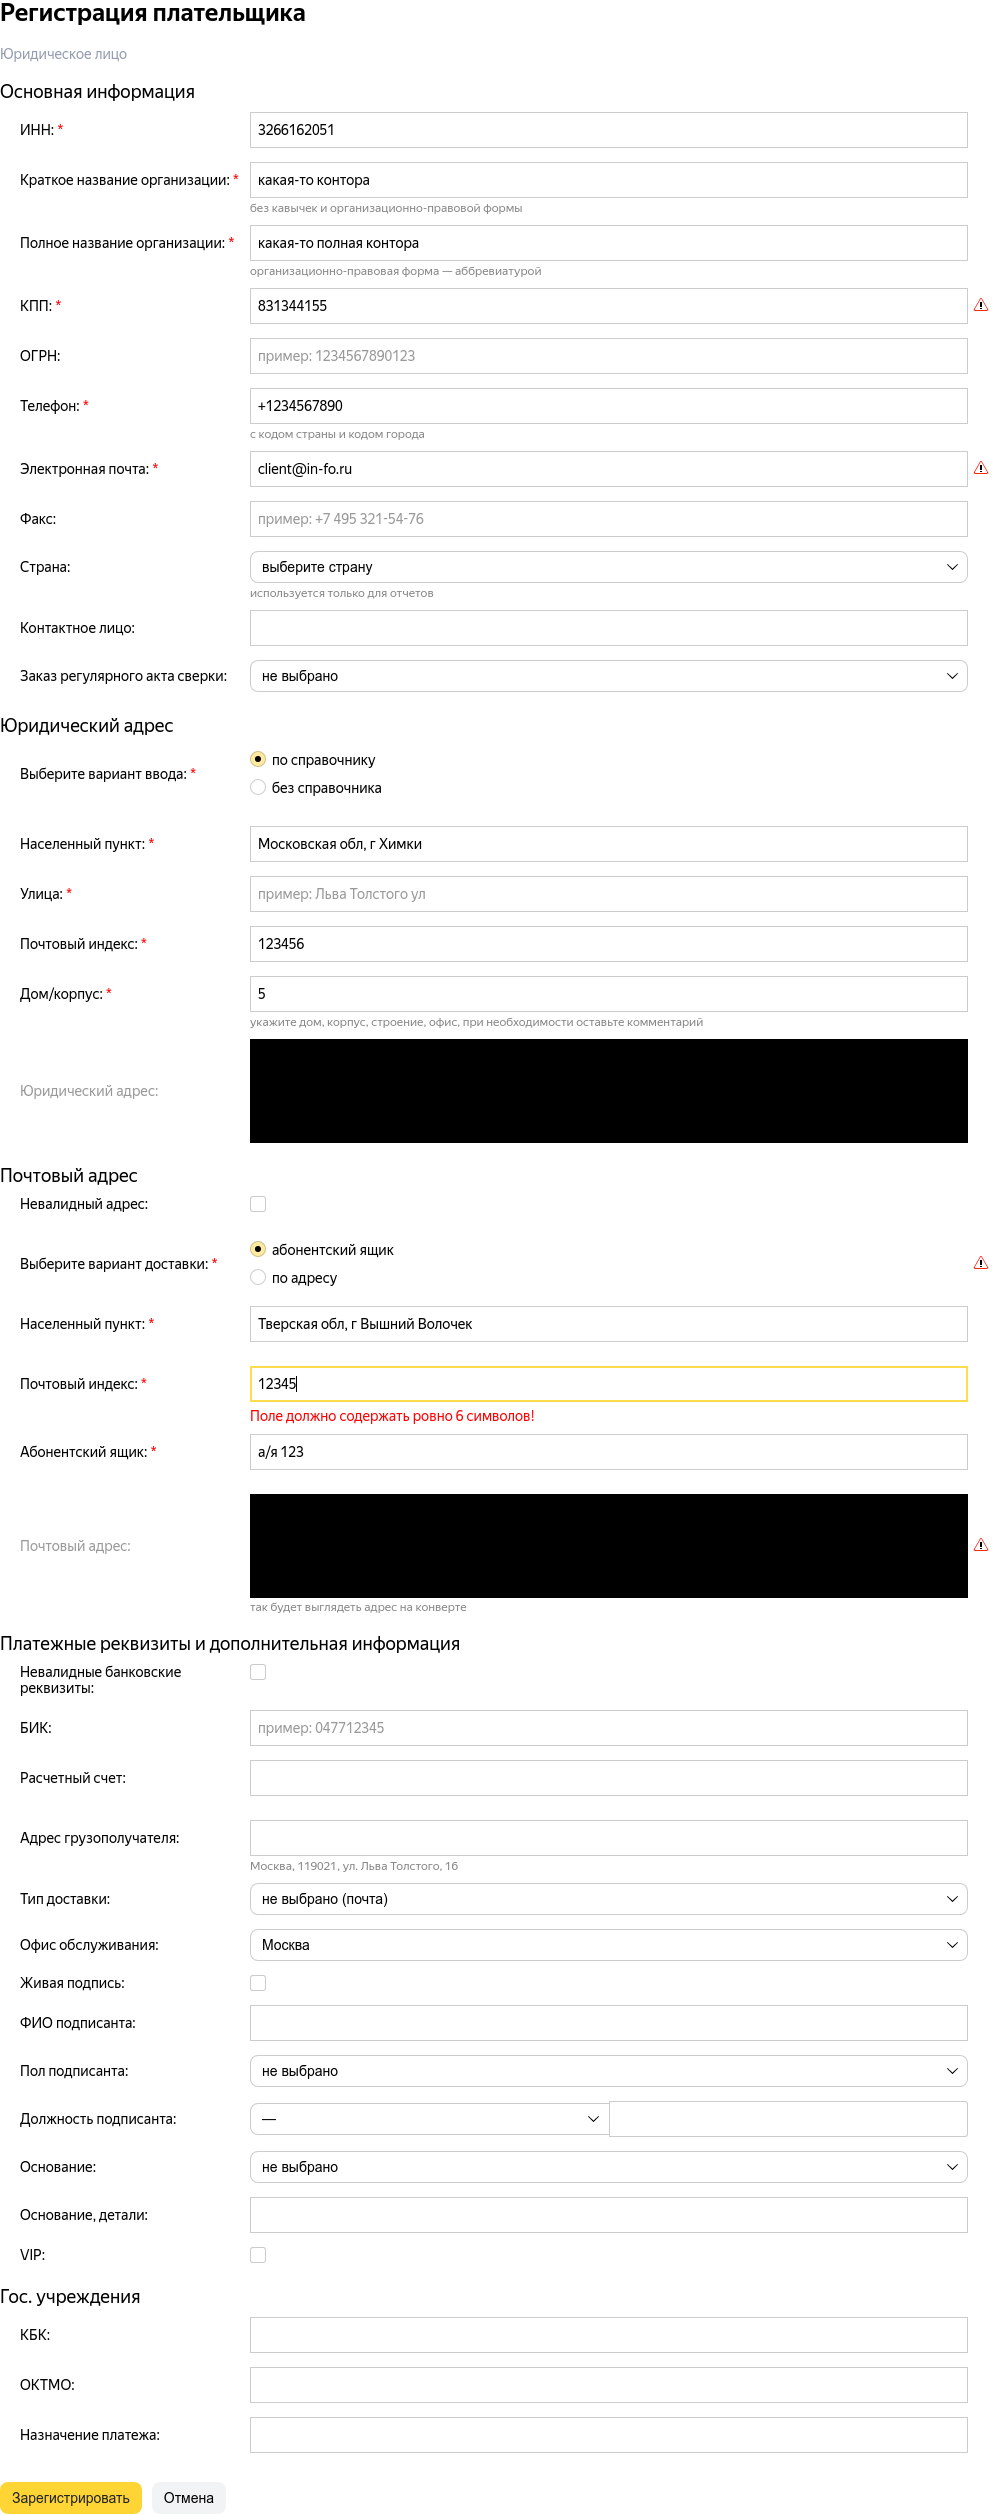 Регистрация плательщика
Юридическое лицо
Основная информация
ИНН: *
3266162051
Краткое название организации: *
какая-то контора
без кавычек и организационно-правовой формы
Полное название организации: *
какая-то полная контора
организационно-правовая форма — аббревиатурой
КПП: *
831344155
ОГРН:
пример: 1234567890123
Телефон: *
+1234567890
с кодом страны и кодом города
Электронная почта: *
client@in-fo.ru
Факс:
пример: +7 495 321-54-76
Страна:
выберите страну
используется только для отчетов
Контактное лицо:
Заказ регулярного акта сверки:
не выбрано
Юридический адрес
Выберите вариант ввода: *
по справочнику
без справочника
Населенный пункт: *
Московская обл, г Химки
Улица: *
пример: Льва Толстого ул
Почтовый индекс: *
123456
Дом/корпус: *
5
укажите дом, корпус, строение, офис, при необходимости оставьте комментарий
Юридический адрес:
Почтовый адрес
Невалидный адрес:
Выберите вариант доставки: *
абонентский ящик
по адресу
Населенный пункт: *
Тверская обл, г Вышний Волочек
Почтовый индекс: *
12345
Поле должно содержать ровно 6 символов!
Абонентский ящик: *
а/я 123
Почтовый адрес:
так будет выглядеть адрес на конверте
Платежные реквизиты и дополнительная информация
Невалидные банковские
реквизиты:
БИК:
пример: 047712345
Расчетный счет:
Адрес грузополучателя:
Москва, 119021, ул. Льва Толстого, 16
Тип доставки:
не выбрано (почта)
Офис обслуживания:
Москва
Живая подпись:
ФИО подписанта:
Пол подписанта:
не выбрано
Должность подписанта:
—
Основание:
не выбрано
Основание, детали:
VIP:
Гос. учреждения
КБК:
ОКТМО:
Назначение платежа:
Зарегистрировать
Отмена